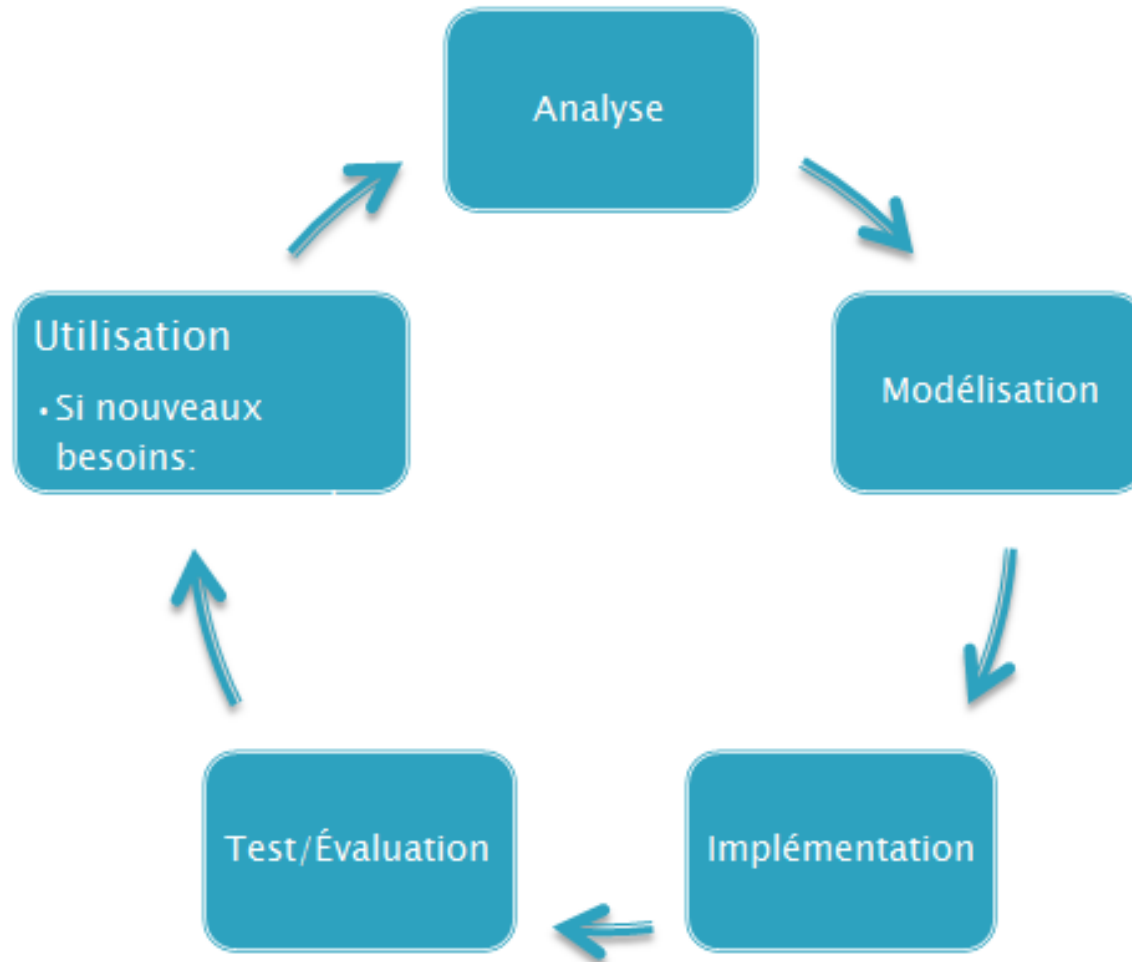 Analyse
Utilisation
• Si nouveaux
besoins:
Modélisation
Test/Évaluation
Implémentation